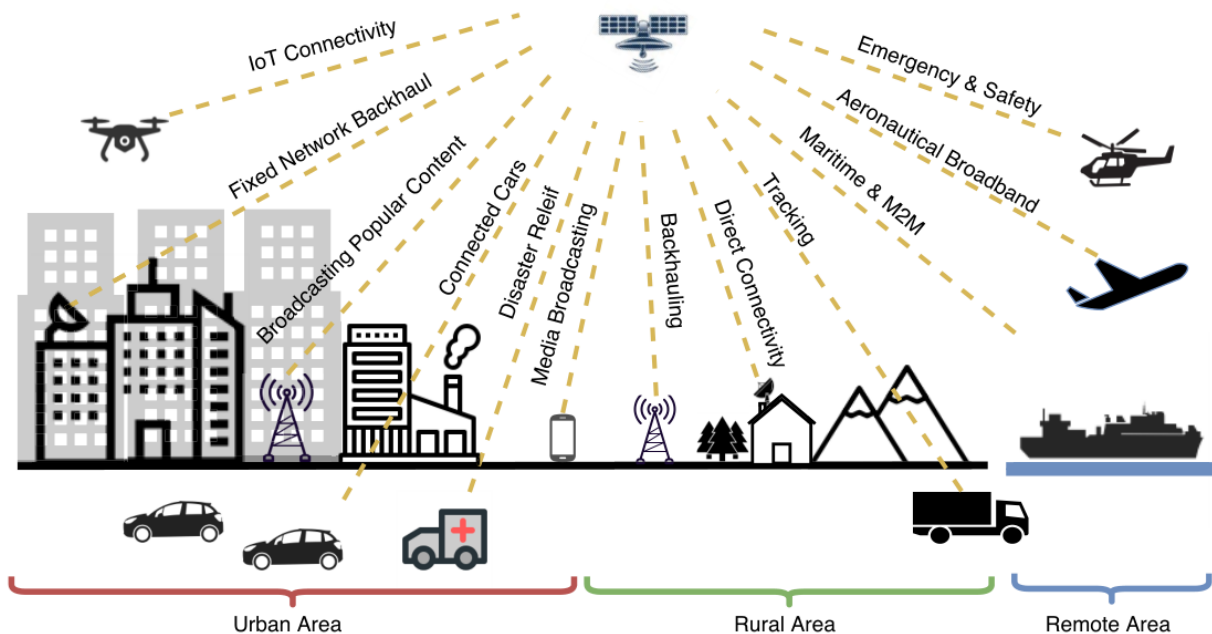 IoT Connectivity
Fixed Network Backhaul
Broadcasting Popular Content
Connected Cars
Disaster Releif
Media Broadcasting
Backhauling
Direct Connectivity
Tracking
Maritime & M2M
Aeronautical Broadband
Emergency & Safety
Urban Area
Rural Area
Remote Area